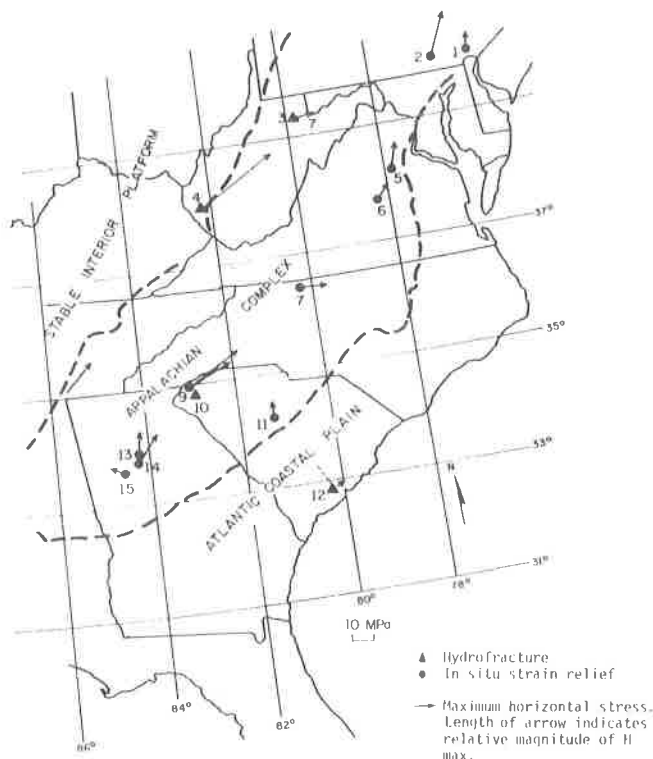 2
1
3
7
STABLE INTERIOR PLATFORM
4
5
6
37°
7
APPALACHIAN COMPLEX
35°
9
10
11
13
14
15
33°
ATLANTIC COASTAL PLAIN
12
N
31°
80°
78°
10 MPa
84°
82°
86°
▲ Hydrofracture
● In situ strain relief
→ Maximum horizontal stress.
Length of arrow indicates
relative magnitude of H
max.